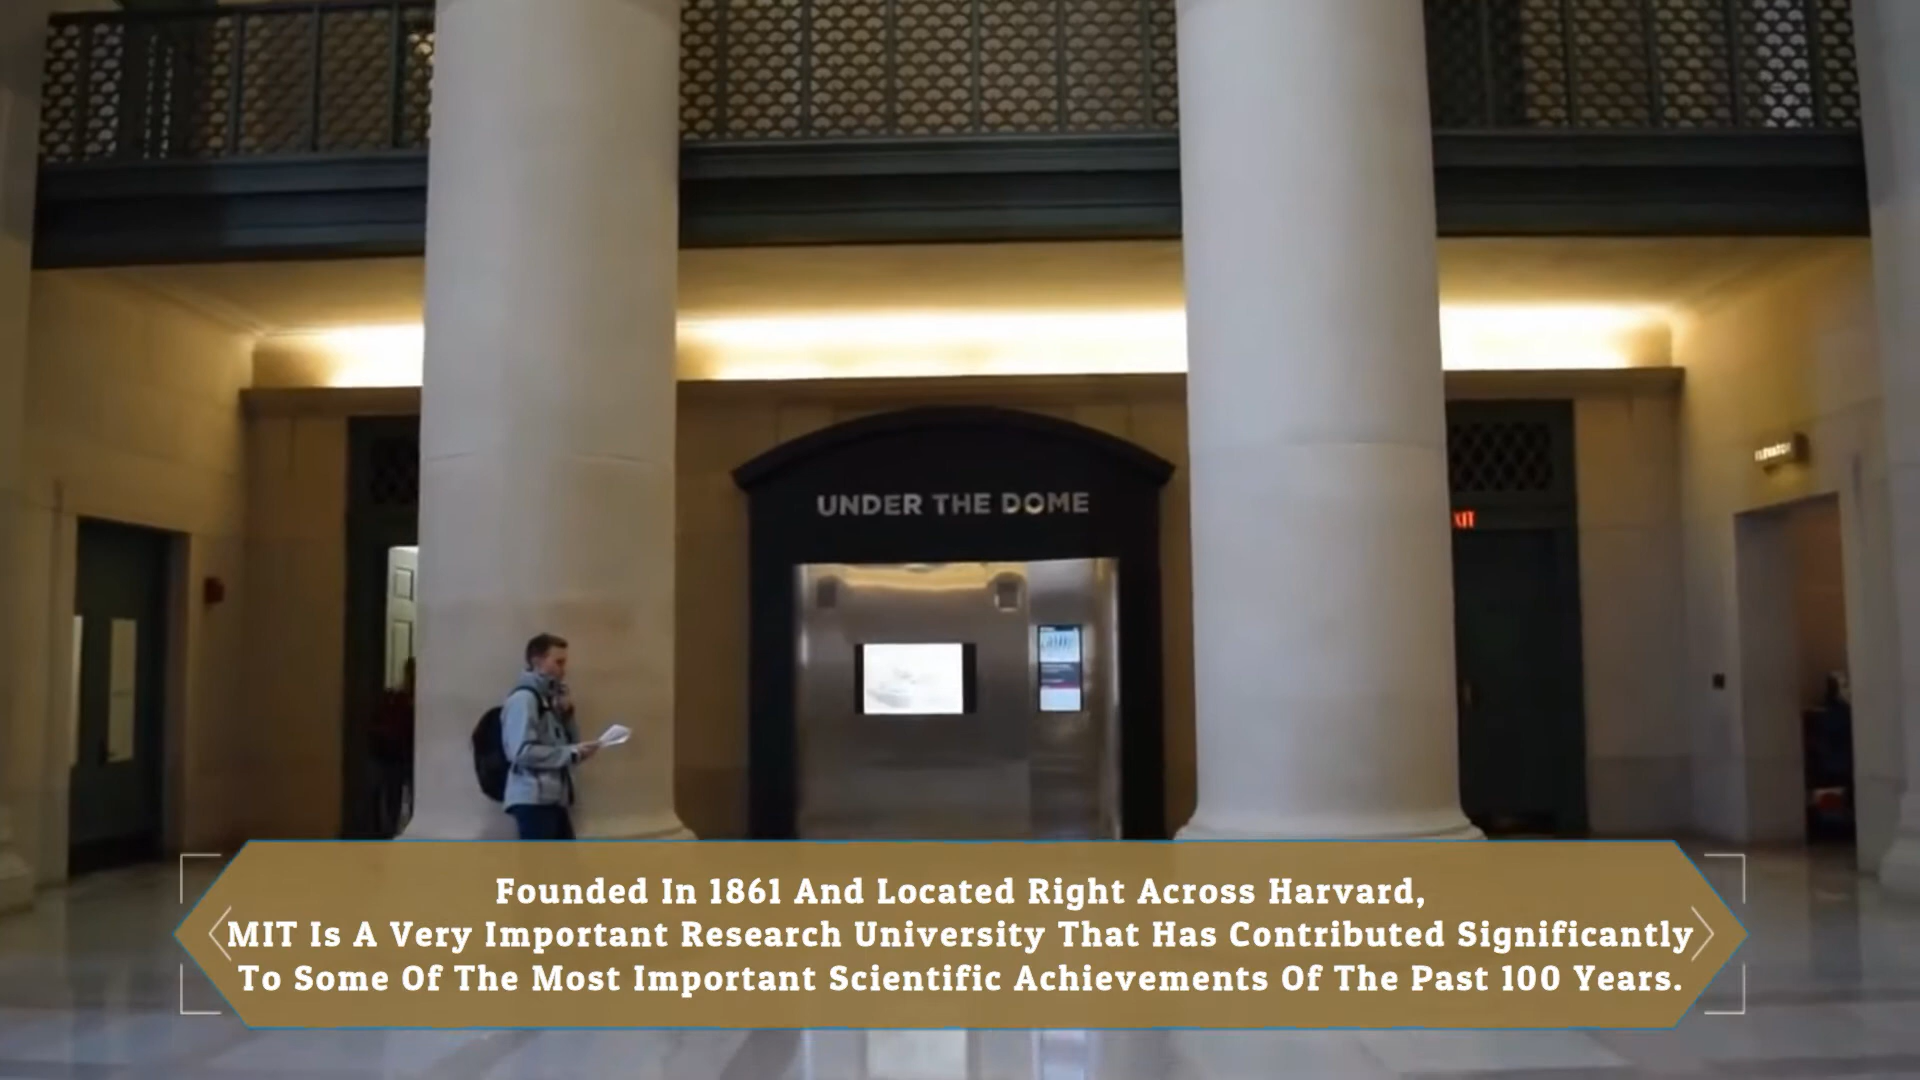 UNDER THE DOME
EXIT
Founded In 1861 And Located Right Across Harvard,
MIT Is A Very Important Research University That Has Contributed Significantly
To Some Of The Most Important Scientific Achievements Of The Past 100 Years.